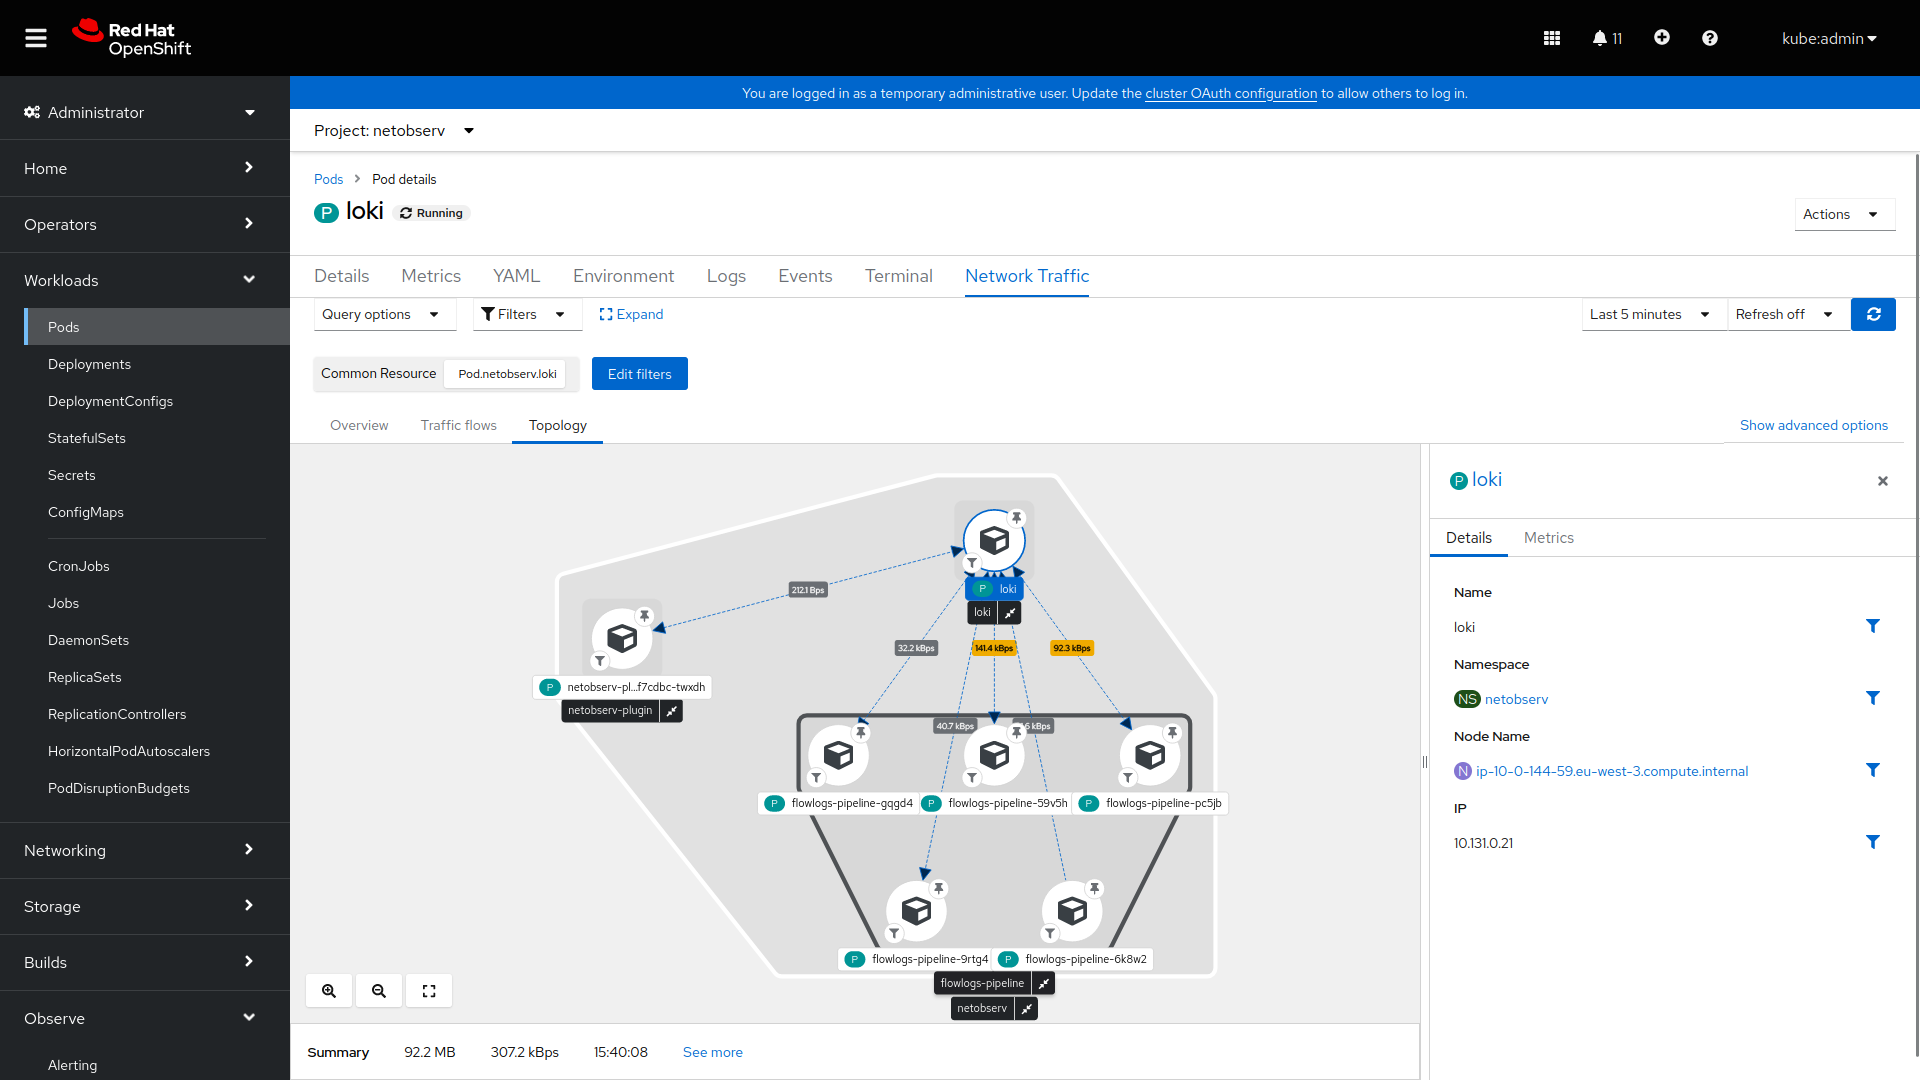 Red Hat
OpenShift
11
kube:admin
You are logged in as a temporary administrative user. Update the cluster OAuth configuration to allow others to log in.
Administrator
Home
Operators
Workloads
Pods
Deployments
DeploymentConfigs
StatefulSets
Secrets
ConfigMaps
CronJobs
Jobs
DaemonSets
ReplicaSets
ReplicationControllers
HorizontalPodAutoscalers
PodDisruptionBudgets
Networking
Storage
Builds
Observe
Alerting
Project: netobserv
Pods Pod details
P loki Running
Actions
Details Metrics YAML Environment Logs Events Terminal Network Traffic
Query options Filters Expand Last 5 minutes Refresh off
Common Resource Pod.netobserv.loki Edit filters
Overview Traffic flows Topology Show advanced options
P loki
loki
212.1 Bps
32.2 kBps 141.4 kBps 92.3 kBps
P netobserv-pl...f7cdbc-twxdh
netobserv-plugin
40.7 kBps kBps
P flowlogs-pipeline-gqgd4 P flowlogs-pipeline-59v5h P flowlogs-pipeline-pc5jb
P flowlogs-pipeline-9rtg4 P flowlogs-pipeline-6k8w2
flowlogs-pipeline
netobserv
Summary 92.2 MB 307.2 kBps 15:40:08 See more
P loki
Details Metrics
Name
loki
Namespace
NS netobserv
Node Name
N ip-10-0-144-59.eu-west-3.compute.internal
IP
10.131.0.21